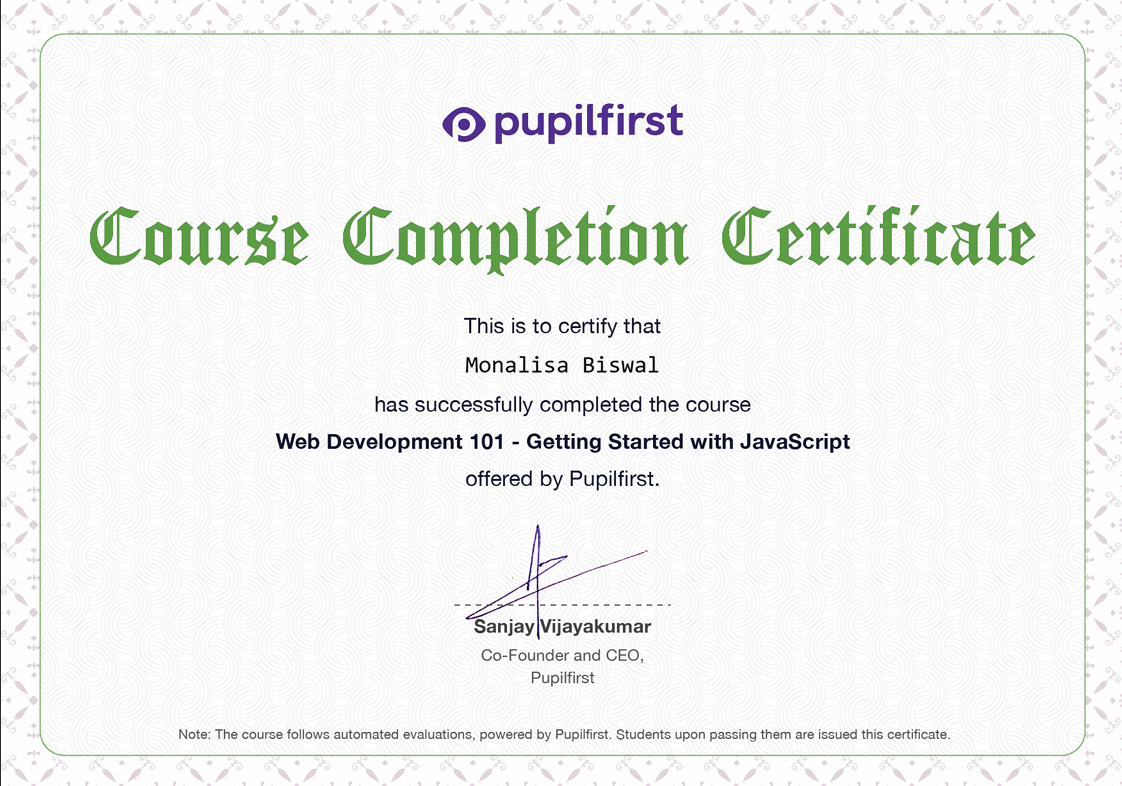 pupilfirst
Course Completion Certificate
This is to certify that
Monalisa Biswal
has successfully completed the course
Web Development 101 - Getting Started with JavaScript
offered by Pupilfirst.
Sanjay Vijayakumar
Co-Founder and CEO,
Pupilfirst
Note: The course follows automated evaluations, powered by Pupilfirst. Students upon passing them are issued this certificate.